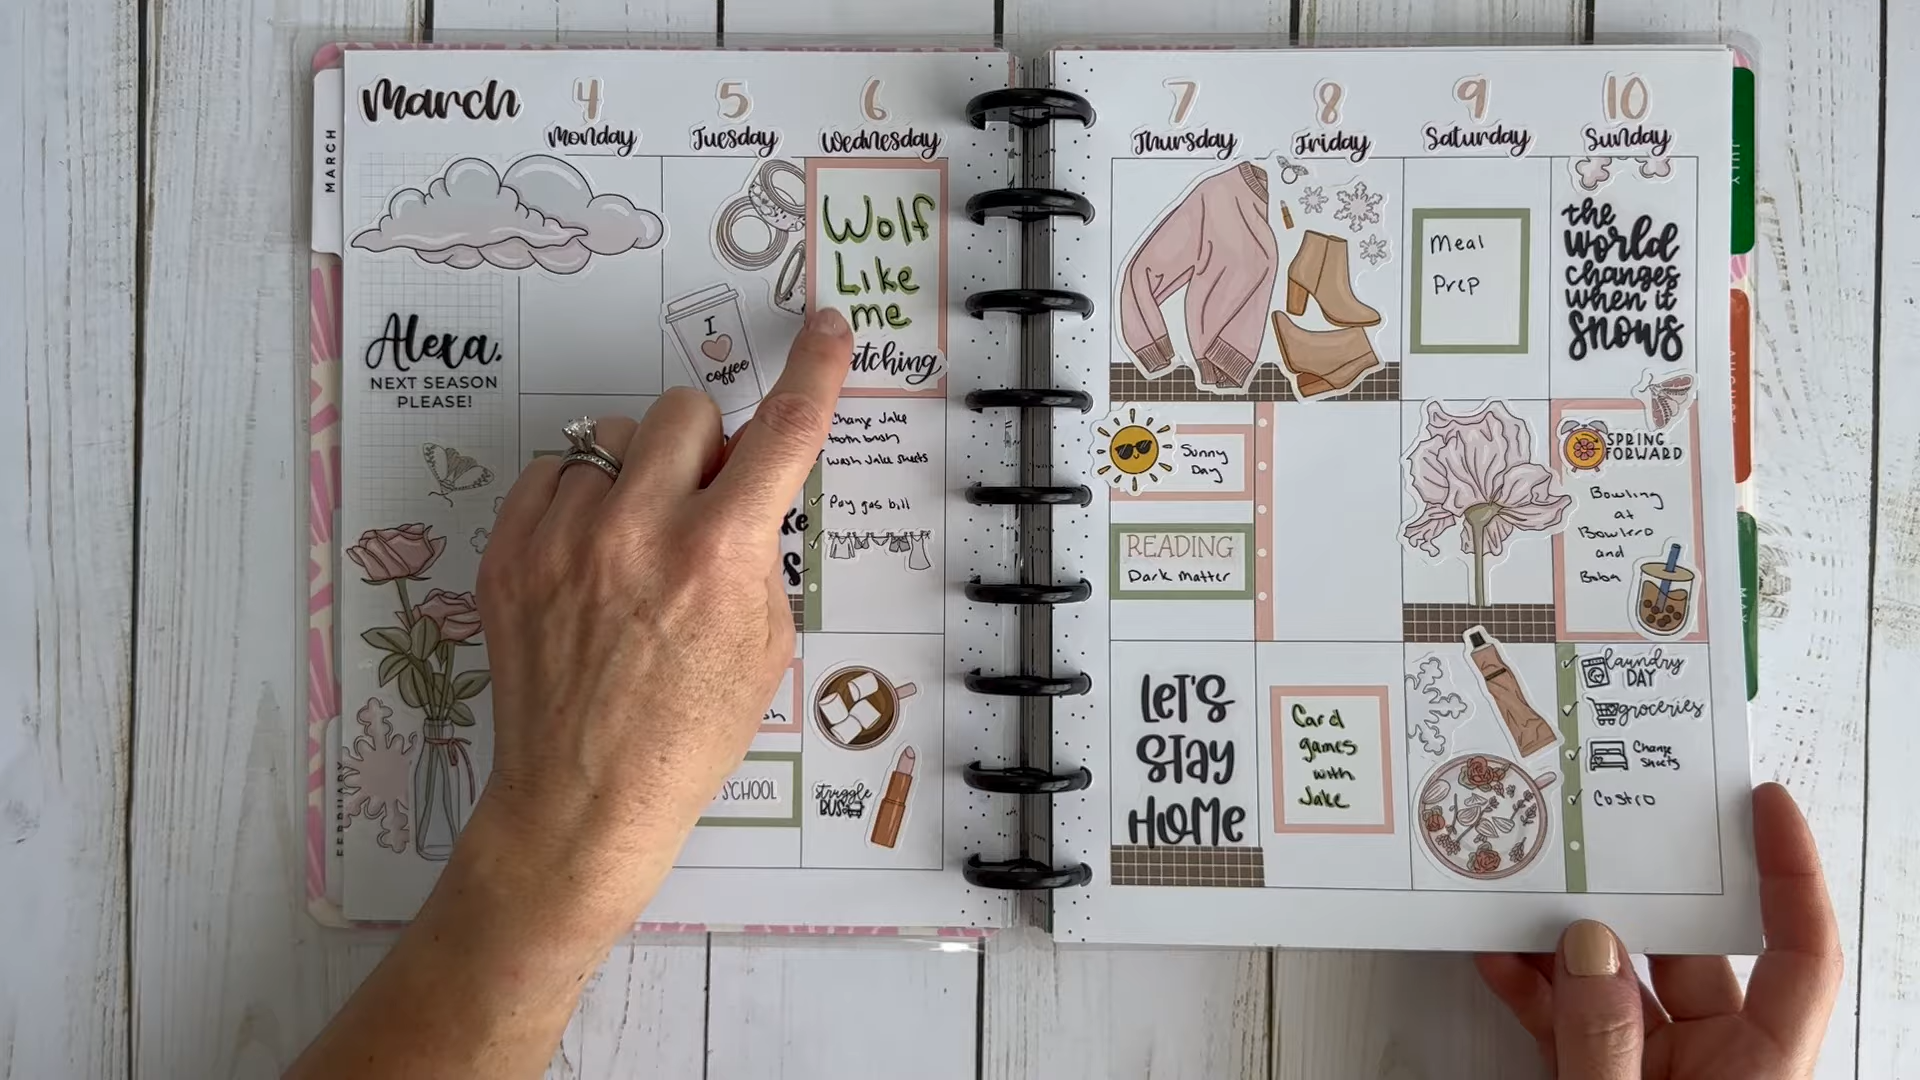 MARCH
March
4
Monday
5
Tuesday
6
Wednesday
7
Thursday
8
Friday
9
Saturday
10
Sunday
Alexa,
NEXT SEASON
PLEASE!
I
coffee
Wolf
Like
me
Change Jake
tooth brush
wash Jake sheets
Pay gas bill
SCHOOL
struggle
BUS
Sunny
Day
READING
Dark matter
LET'S
STAY
HOME
Card
games
with
Jake
Meal
Prep
the
world
changes
when it
snows
SPRING
FORWARD
Bowling
at
Bowlero
and
Boba
laundry
DAY
groceries
Change
sheets
Costco
FEBRUARY
JULY
MAY